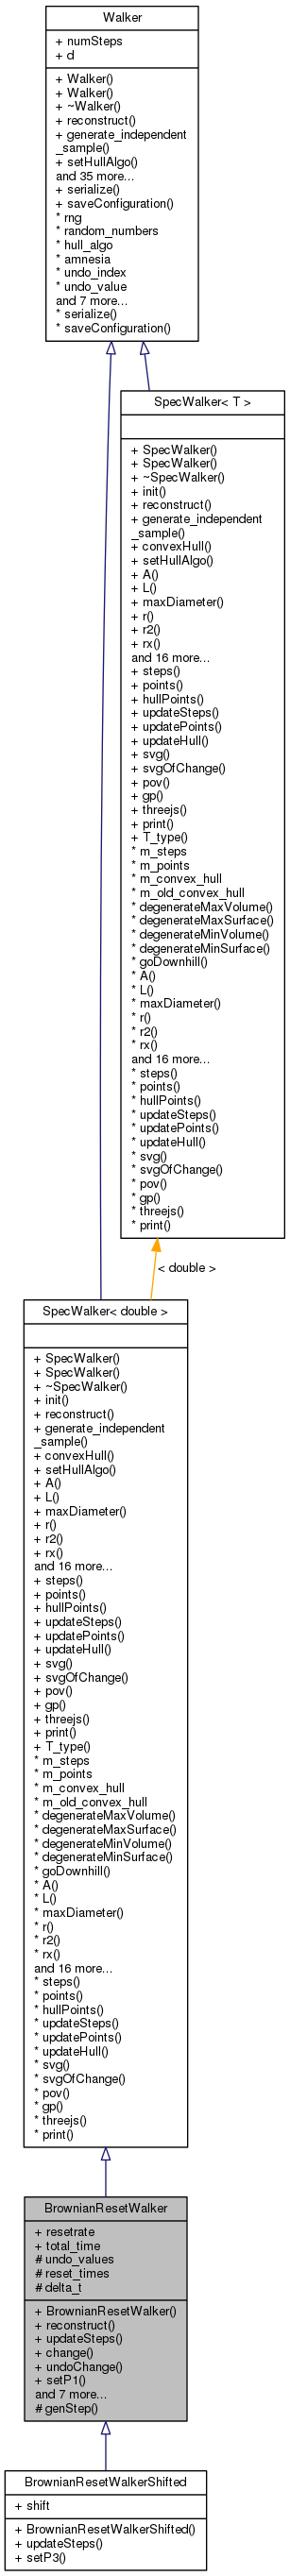 Walker
+ numSteps
+ d
+ Walker()
+ Walker()
+ ~Walker()
+ reconstruct()
+ generate_independent
_sample()
+ setHullAlgo()
and 35 more...
+ serialize()
+ saveConfiguration()
* rng
* random_numbers
* hull_algo
* amnesia
* undo_index
* undo_value
and 7 more...
* serialize()
* saveConfiguration()
SpecWalker< T >
+ SpecWalker()
+ SpecWalker()
+ ~SpecWalker()
+ init()
+ reconstruct()
+ generate_independent
_sample()
+ convexHull()
+ setHullAlgo()
+ A()
+ L()
+ maxDiameter()
+ r()
+ r2()
+ rx()
and 16 more...
+ steps()
+ points()
+ hullPoints()
+ updateSteps()
+ updatePoints()
+ updateHull()
+ svg()
+ svgOfChange()
+ pov()
+ gp()
+ threejs()
+ print()
+ T_type()
* m_steps
* m_points
* m_convex_hull
* m_old_convex_hull
* degenerateMaxVolume()
* degenerateMaxSurface()
* degenerateMinVolume()
* degenerateMinSurface()
* goDownhill()
* A()
* L()
* maxDiameter()
* r()
* r2()
* rx()
and 16 more...
* steps()
* points()
* hullPoints()
* updateSteps()
* updatePoints()
* updateHull()
* svg()
* svgOfChange()
* pov()
* gp()
* threejs()
* print()
< double >
SpecWalker< double >
+ SpecWalker()
+ SpecWalker()
+ ~SpecWalker()
+ init()
+ reconstruct()
+ generate_independent
_sample()
+ convexHull()
+ setHullAlgo()
+ A()
+ L()
+ maxDiameter()
+ r()
+ r2()
+ rx()
and 16 more...
+ steps()
+ points()
+ hullPoints()
+ updateSteps()
+ updatePoints()
+ updateHull()
+ svg()
+ svgOfChange()
+ pov()
+ gp()
+ threejs()
+ print()
+ T_type()
* m_steps
* m_points
* m_convex_hull
* m_old_convex_hull
* degenerateMaxVolume()
* degenerateMaxSurface()
* degenerateMinVolume()
* degenerateMinSurface()
* goDownhill()
* A()
* L()
* maxDiameter()
* r()
* r2()
* rx()
and 16 more...
* steps()
* points()
* hullPoints()
* updateSteps()
* updatePoints()
* updateHull()
* svg()
* svgOfChange()
* pov()
* gp()
* threejs()
* print()
BrownianResetWalker
+ resetrate
+ total_time
# undo_values
# reset_times
# delta_t
+ BrownianResetWalker()
+ reconstruct()
+ updateSteps()
+ change()
+ undoChange()
+ setP1()
and 7 more...
# genStep()
BrownianResetWalkerShifted
+ shift
+ BrownianResetWalkerShifted()
+ updateSteps()
+ setP3()